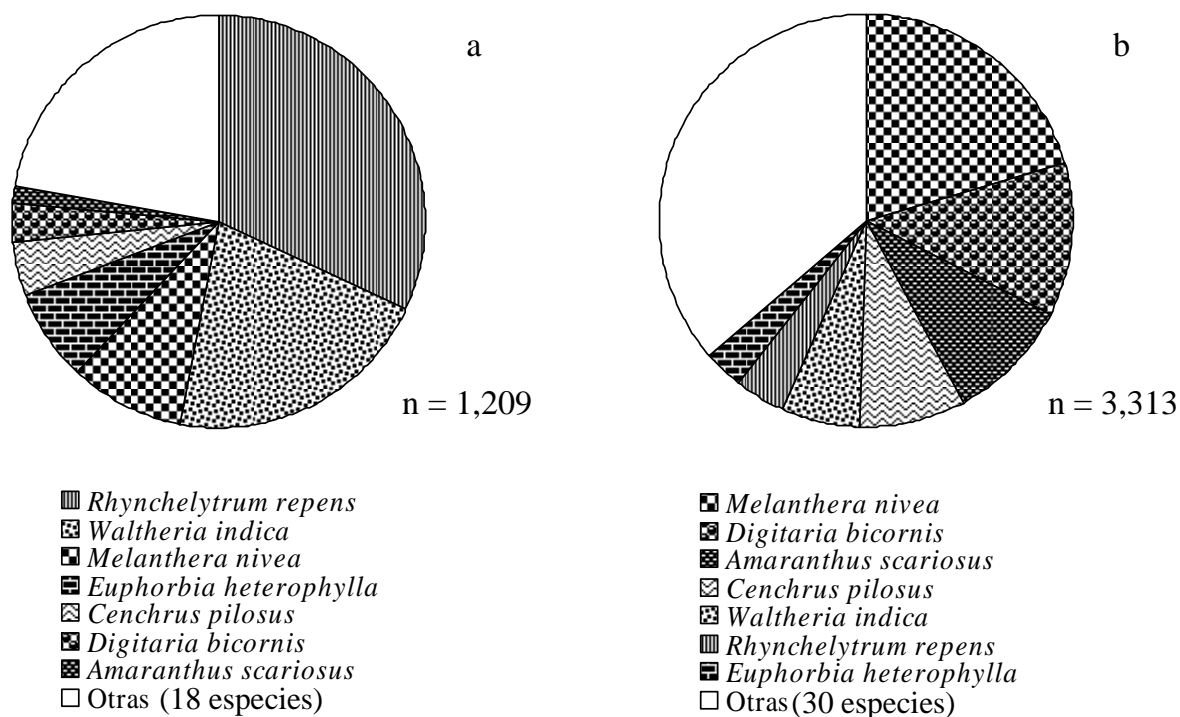 a
n = 1,209
Rhynchelytrum repens
Waltheria indica
Melanthera nivea
Euphorbia heterophylla
Cenchrus pilosus
Digitaria bicornis
Amaranthus scariosus
Otras (18 especies)
b
n = 3,313
Melanthera nivea
Digitaria bicornis
Amaranthus scariosus
Cenchrus pilosus
Waltheria indica
Rhynchelytrum repens
Euphorbia heterophylla
Otras (30 especies)